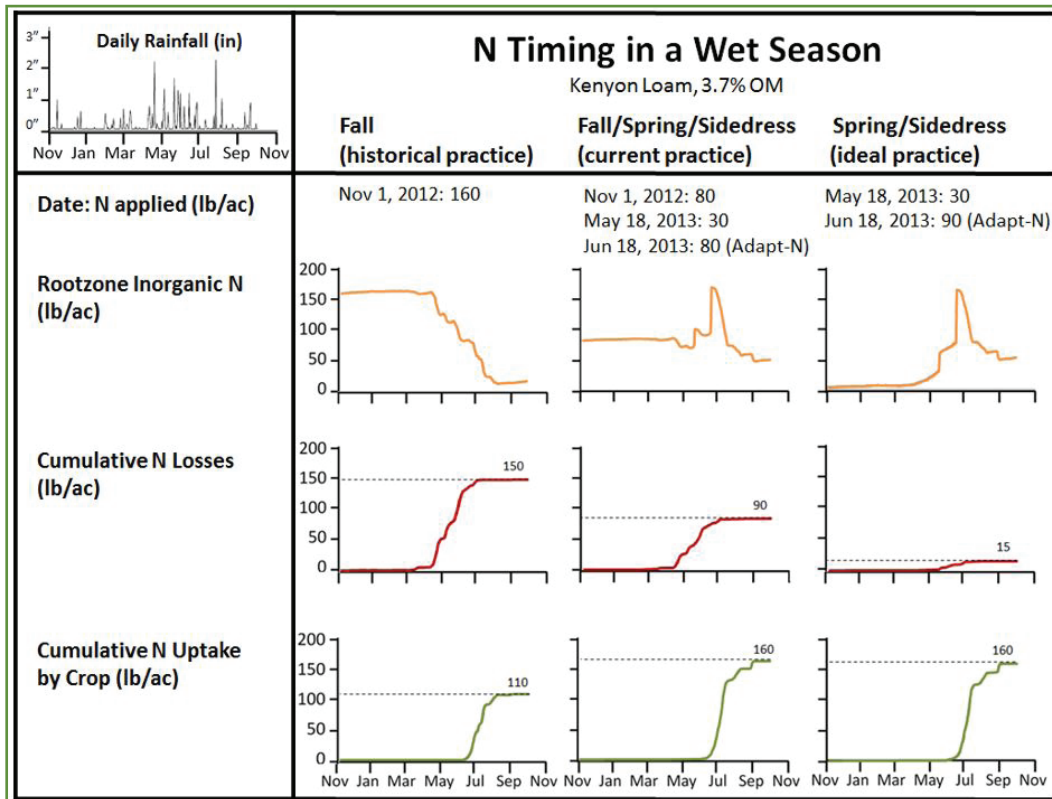 Daily Rainfall (in)
3"
2"
1"
0"
Nov Jan Mar May Jul Sep Nov
N Timing in a Wet Season
Kenyon Loam, 3.7% OM
Fall
(historical practice)
Fall/Spring/Sidedress
(current practice)
Spring/Sidedress
(ideal practice)
Date: N applied (lb/ac)
Nov 1, 2012: 160
Nov 1, 2012: 80
May 18, 2013: 30
Jun 18, 2013: 80 (Adapt-N)
May 18, 2013: 30
Jun 18, 2013: 90 (Adapt-N)
Rootzone Inorganic N
(lb/ac)
200
150
100
50
0
Cumulative N Losses
(lb/ac)
200
150
100
50
0
150
90
15
Cumulative N Uptake
by Crop (lb/ac)
200
150
100
50
0
110
160
160
Nov Jan Mar May Jul Sep Nov
Nov Jan Mar May Jul Sep Nov
Nov Jan Mar May Jul Sep Nov